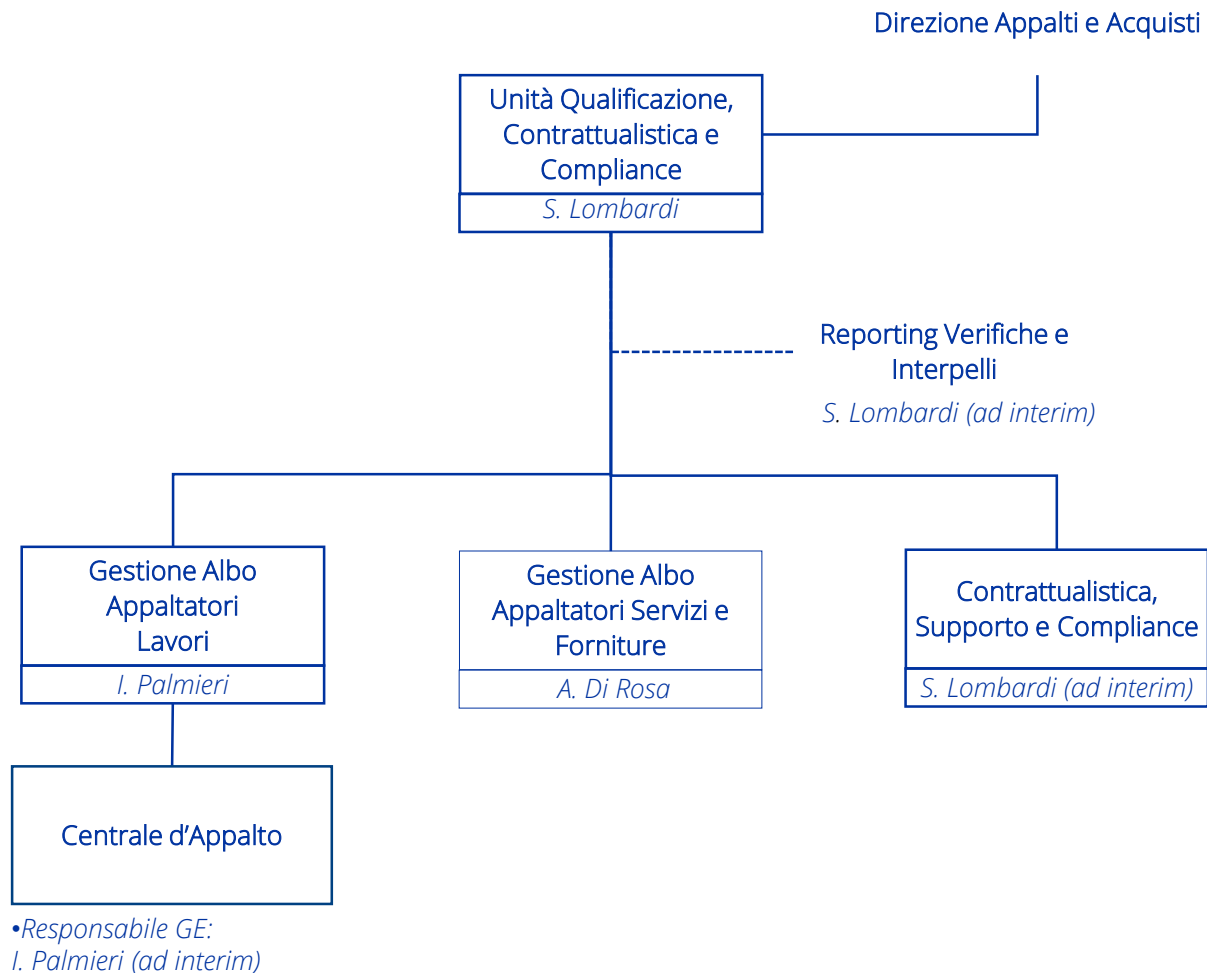 Direzione Appalti e Acquisti
Unità Qualificazione,
Contrattualistica e
Compliance
S. Lombardi
Reporting Verifiche e
Interpelli
S. Lombardi (ad interim)
Gestione Albo
Appaltatori
Lavori
I. Palmieri
Gestione Albo
Appaltatori Servizi e
Forniture
A. Di Rosa
Contrattualistica,
Supporto e Compliance
S. Lombardi (ad interim)
Centrale d’Appalto
•Responsabile GE:
I. Palmieri (ad interim)